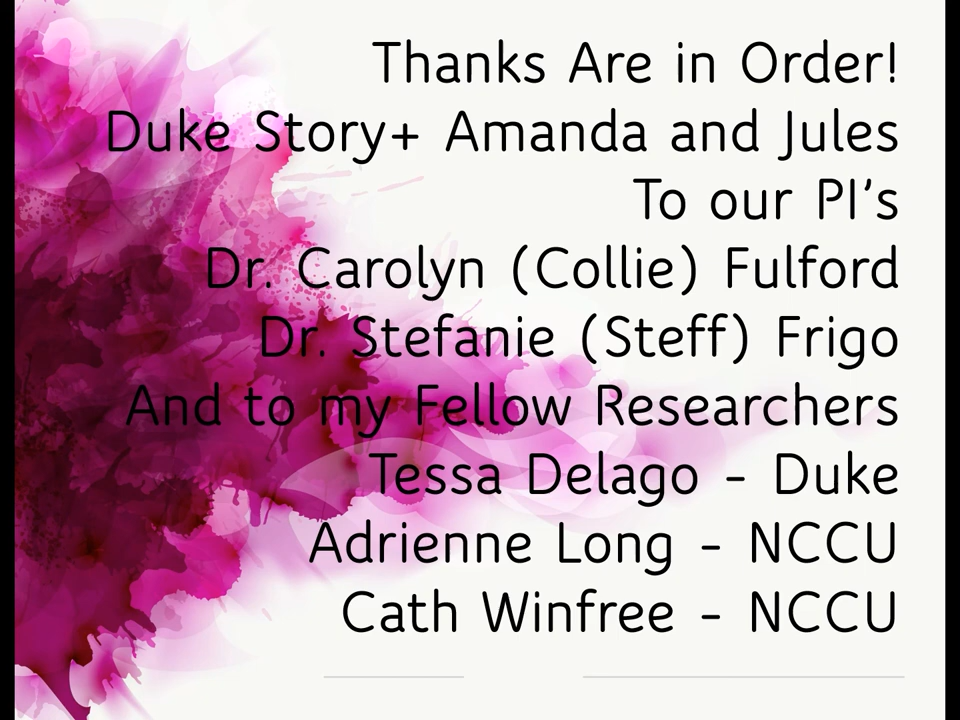 Thanks Are in Order!
Duke Story+ Amanda and Jules
To our PI's
Dr. Carolyn (Collie) Fulford
Dr. Stefanie (Steff) Frigo
And to my Fellow Researchers
Tessa Delago - Duke
Adrienne Long - NCCU
Cath Winfree - NCCU